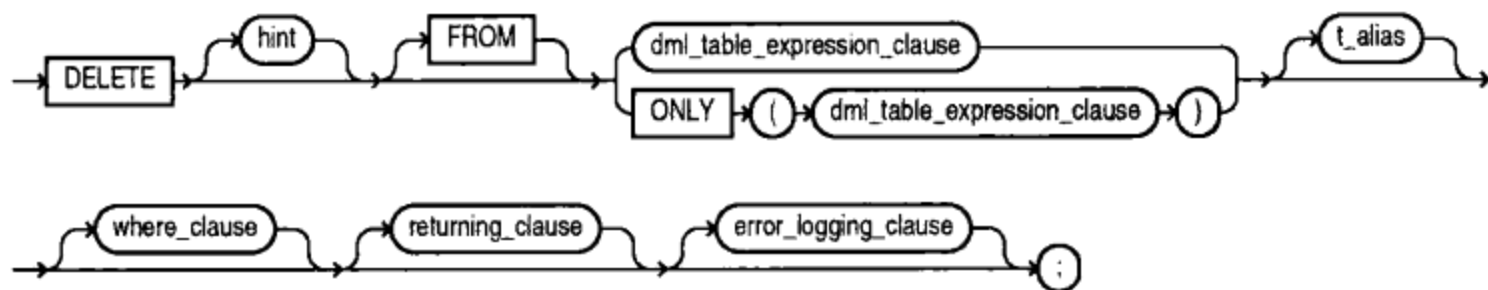 DELETE hint FROM dml_table_expression_clause t_alias
ONLY ( dml_table_expression_clause )
where_clause returning_clause error_logging_clause ;